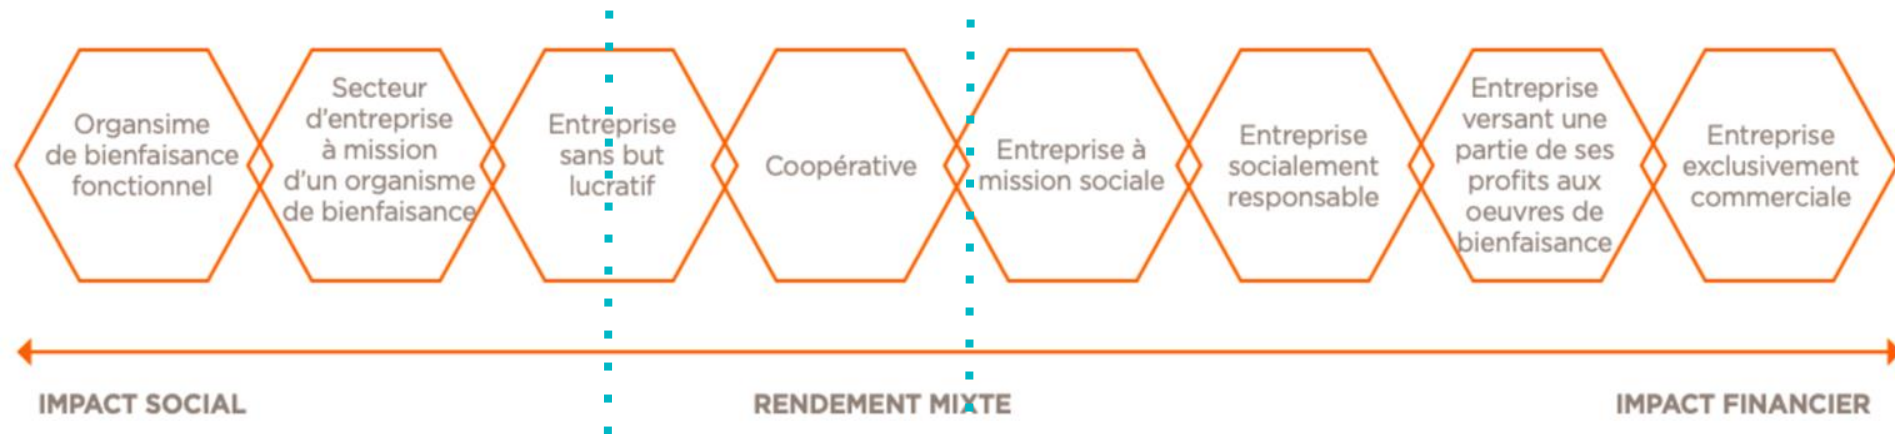 Organsime
de bienfaisance
fonctionnel
Secteur
d'entreprise
à mission
d'un organisme
de bienfaisance
Entreprise
sans but
lucratif
Coopérative
Entreprise à
mission sociale
Entreprise
socialement
responsable
Entreprise
versant une
partie de ses
profits aux
oeuvres de
bienfaisance
Entreprise
exclusivement
commerciale
IMPACT SOCIAL
RENDEMENT MIXTE
IMPACT FINANCIER